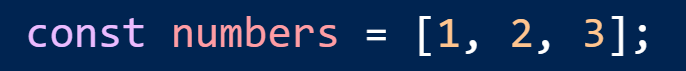 const numbers = [1, 2, 3];